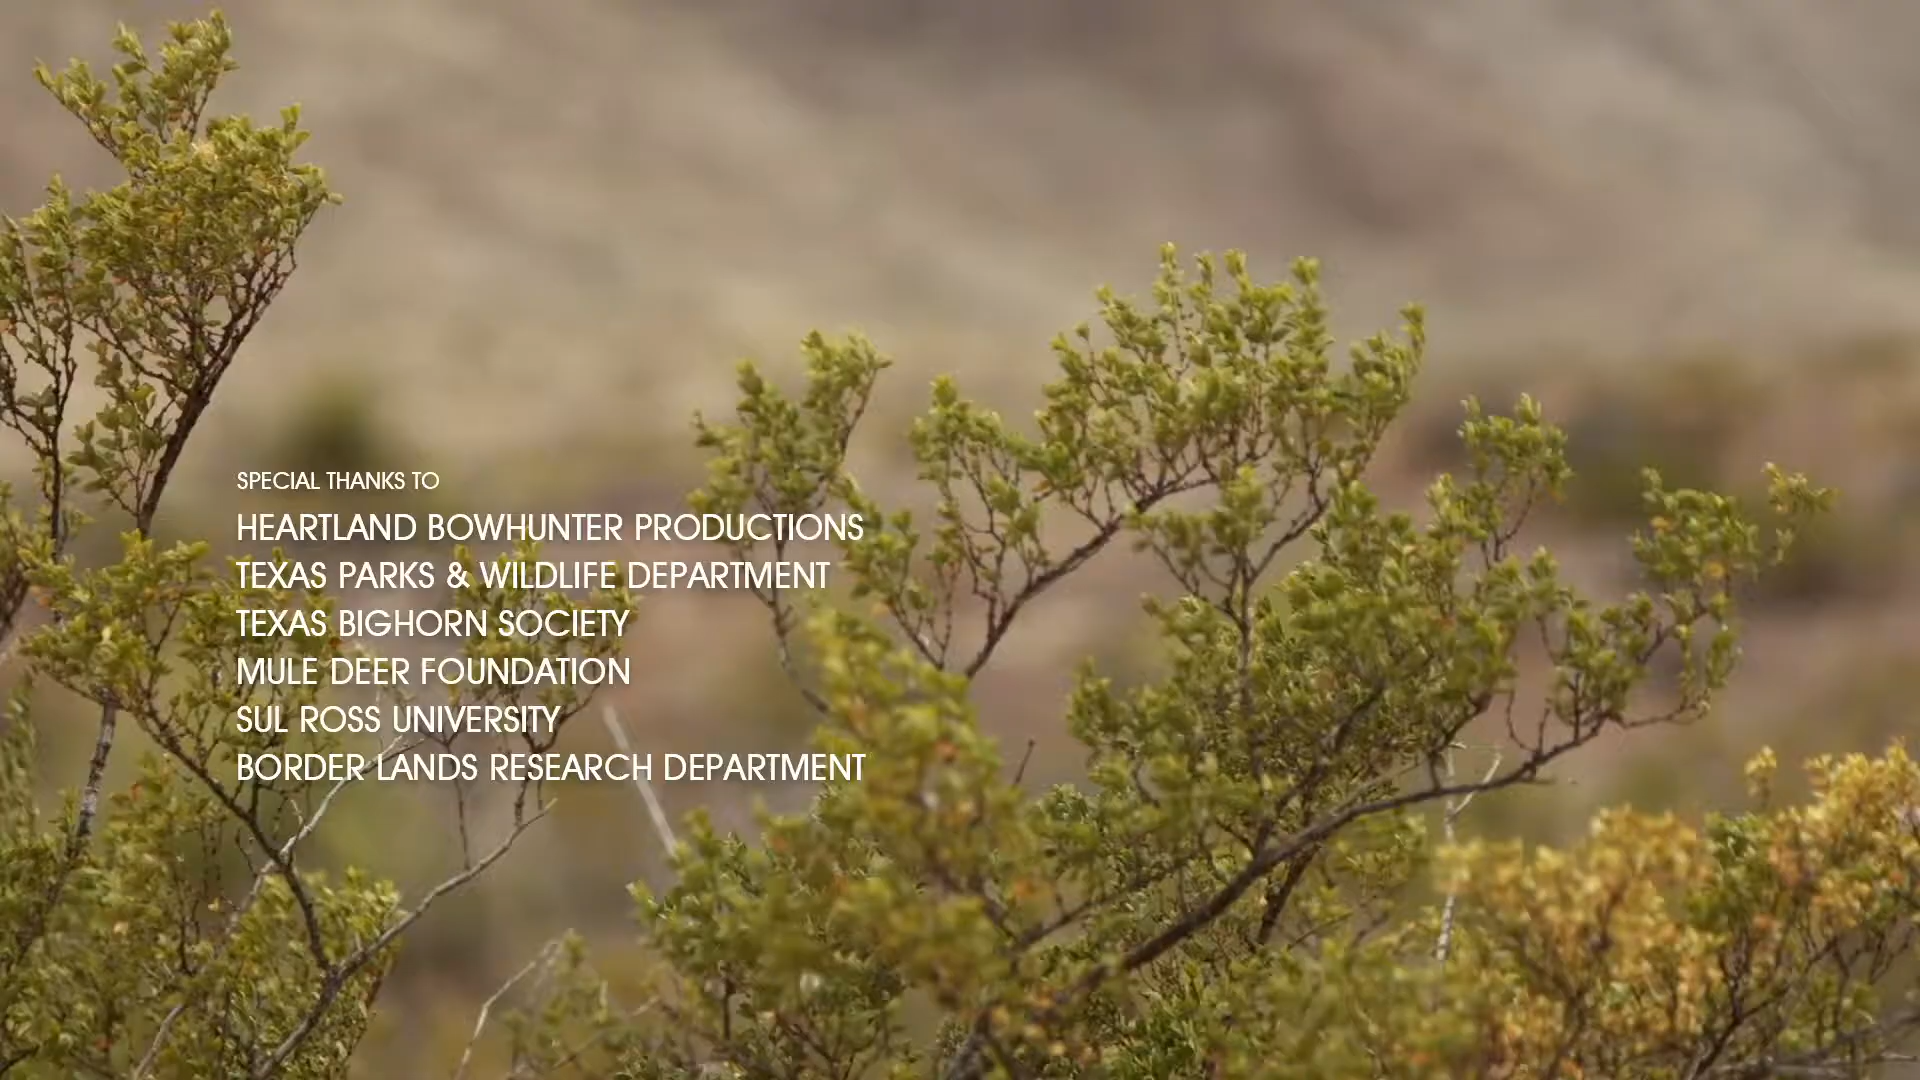 SPECIAL THANKS TO
HEARTLAND BOWHUNTER PRODUCTIONS
TEXAS PARKS & WILDLIFE DEPARTMENT
TEXAS BIGHORN SOCIETY
MULE DEER FOUNDATION
SUL ROSS UNIVERSITY
BORDER LANDS RESEARCH DEPARTMENT